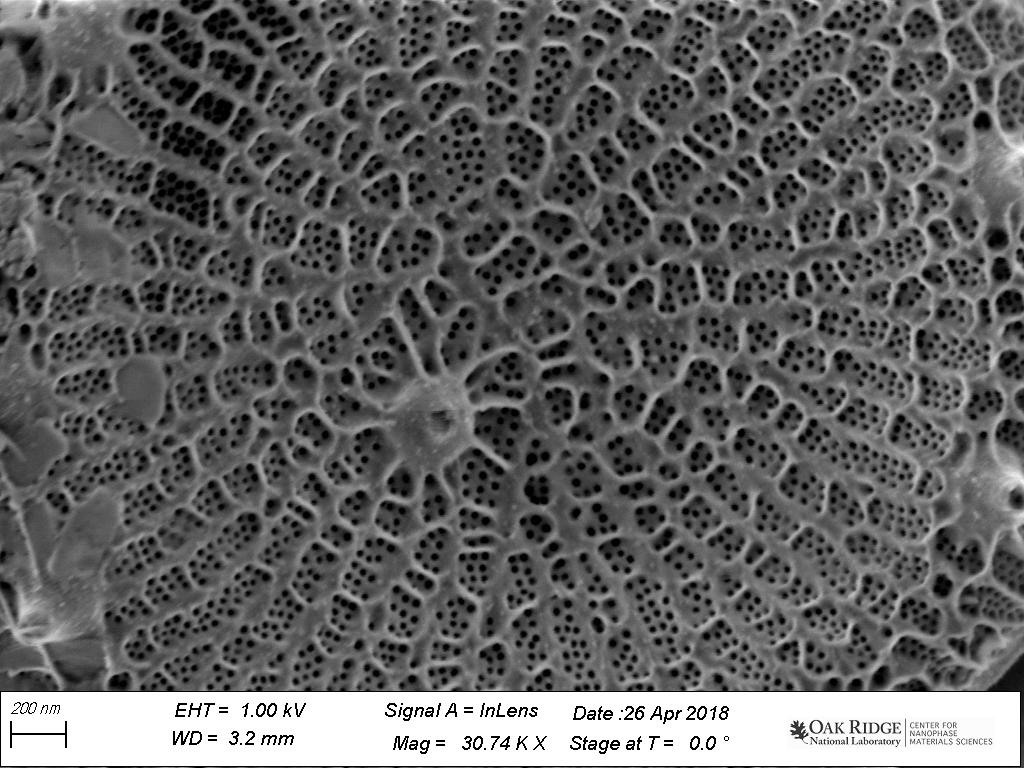 200 nm
EHT = 1.00 kV
Signal A = InLens
Date :26 Apr 2018
WD = 3.2 mm
Mag = 30.74 K X
Stage at T = 0.0 °
OAK RIDGE
National Laboratory
CENTER FOR
NANOPHASE
MATERIALS SCIENCES